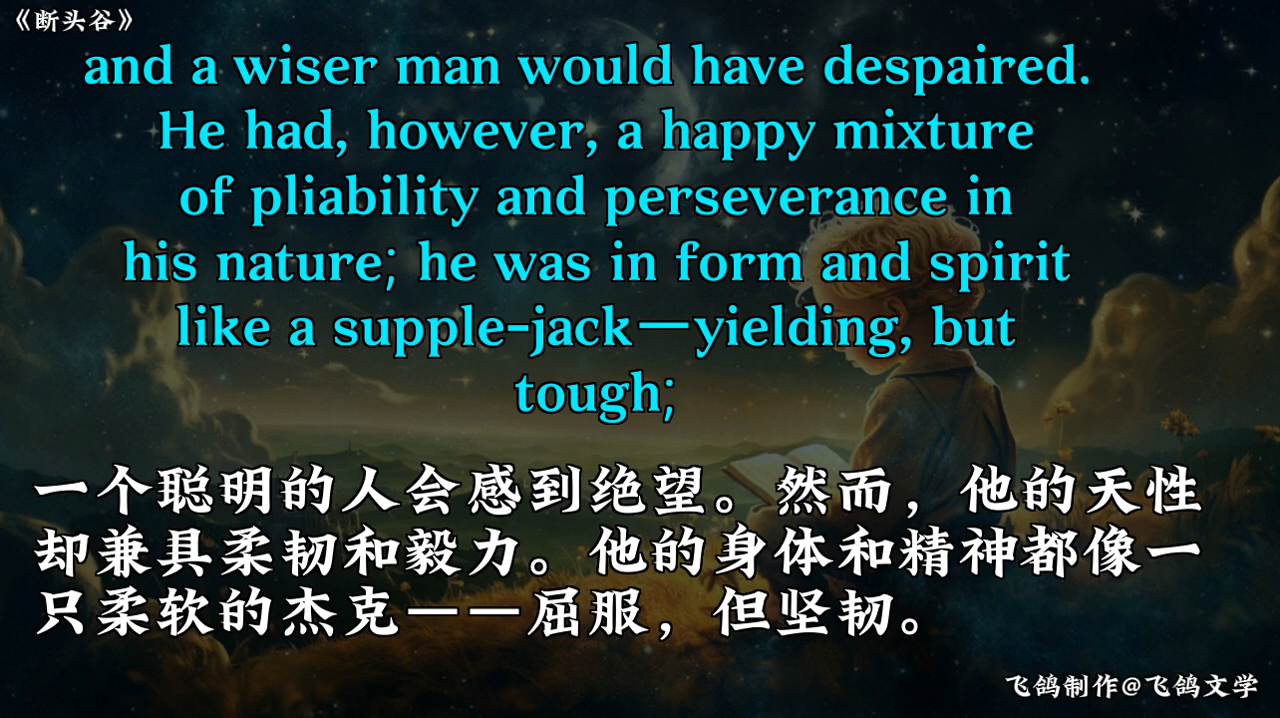 《断头谷》
and a wiser man would have despaired.
He had, however, a happy mixture
of pliability and perseverance in
his nature; he was in form and spirit
like a supple-jack—yielding, but
tough;
一个聪明的人会感到绝望。然而，他的天性
却兼具柔韧和毅力。他的身体和精神都像一
只柔软的杰克——屈服，但坚韧。
飞鸽制作@飞鸽文学